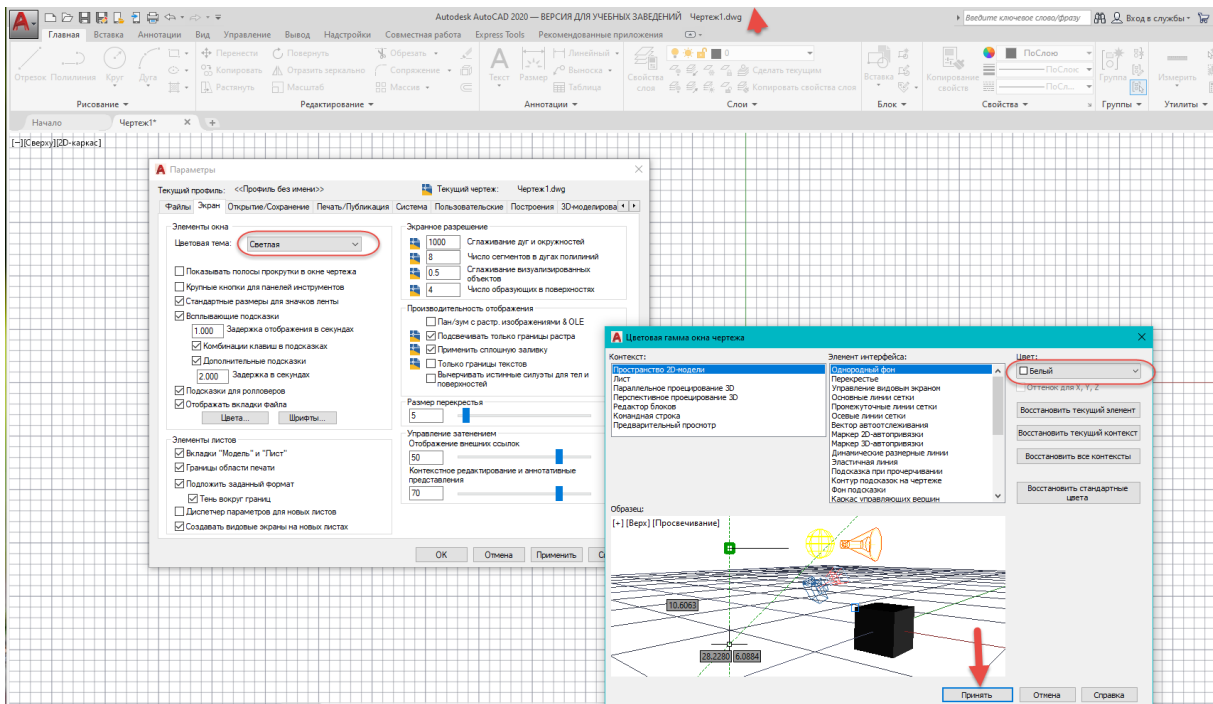 Autodesk AutoCAD 2020 — ВЕРСИЯ ДЛЯ УЧЕБНЫХ ЗАВЕДЕНИЙ Чертеж1.dwg
Введите ключевое слово/фразу
Вход в службы
Главная Вставка Аннотации Вид Управление Вывод Надстройки Совместная работа Express Tools Рекомендованные приложения
Отрезок Полилиния Круг Дуга
Перенести Повернуть Обрезать
Копировать Отразить зеркально Сопряжение
Растянуть Масштаб Массив
Текст Размер
Линейный
Выноска
Таблица
Свойства слоя
0
Сделать текущим
Копировать свойства слоя
Вставка
Копирование свойств
ПоСлою
ПоСлою
ПоСл...
Группа
Измерить
Рисование Редактирование Аннотации Слои Блок Свойства Группы Утилиты
Начало Чертеж1*
[−][Сверху][2D-каркас]
Параметры
Текущий профиль: <<Профиль без имени>> Текущий чертеж: Чертеж1.dwg
Файлы Экран Открытие/Сохранение Печать/Публикация Система Пользовательские Построения 3D-моделирова
Элементы окна
Цветовая тема: Светлая
Показывать полосы прокрутки в окне чертежа
Крупные кнопки для панелей инструментов
Стандартные размеры для значков ленты
Всплывающие подсказки
1.000 Задержка отображения в секундах
Комбинации клавиш в подсказках
Дополнительные подсказки
2.000 Задержка в секундах
Подсказки для ролловеров
Отображать вкладки файла
Цвета... Шрифты...
Элементы листов
Вкладки "Модель" и "Лист"
Границы области печати
Подложить заданный формат
Тень вокруг границ
Диспетчер параметров для новых листов
Создавать видовые экраны на новых листах
Экранное разрешение
1000 Сглаживание дуг и окружностей
8 Число сегментов в дугах полилиний
0.5 Сглаживание визуализированных
объектов
4 Число образующих в поверхностях
Производительность отображения
Пан/зум с растр. изображениями & OLE
Подсвечивать только границы растра
Применить сплошную заливку
Только границы текстов
Вычерчивать истинные силуэты для тел и
поверхностей
Размер перекрестья
5
Управление затенением
Отображение внешних ссылок
50
Контекстное редактирование и аннотативные
представления
70
OK Отмена Применить
Цветовая гамма окна чертежа
Контекст:
Пространство 2D-модели
Лист
Параллельное проецирование 3D
Перспективное проецирование 3D
Редактор блоков
Командная строка
Предварительный просмотр
Элемент интерфейса:
Однородный фон
Перекрестье
Управление видовым экраном
Основные линии сетки
Промежуточные линии сетки
Осевые линии сетки
Вектор автоотслеживания
Маркер 2D-автопривязки
Маркер 3D-автопривязки
Динамические размерные линии
Эластичная линия
Подсказка при прочерчивании
Контур подсказок на чертеже
Фон подсказки
Каркас управляющих вершин
Цвет:
Белый
Оттенок для X, Y, Z
Восстановить текущий элемент
Восстановить текущий контекст
Восстановить все контексты
Восстановить стандартные
цвета
Образец:
[+] [Верх] [Просвечивание]
10.6063
28.2280 6.0884
Принять Отмена Справка